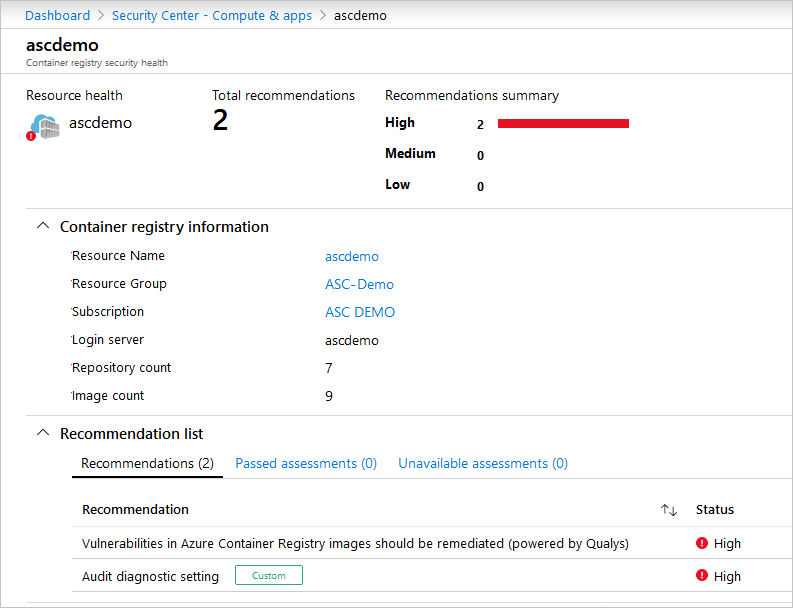 Dashboard > Security Center - Compute & apps > ascdemo
ascdemo
Container registry security health
Resource health
Total recommendations
Recommendations summary
ascdemo
2
High 2
Medium 0
Low 0
Container registry information
Resource Name ascdemo
Resource Group ASC-Demo
Subscription ASC DEMO
Login server ascdemo
Repository count 7
Image count 9
Recommendation list
Recommendations (2) Passed assessments (0) Unavailable assessments (0)
Recommendation ↑↓ Status
Vulnerabilities in Azure Container Registry images should be remediated (powered by Qualys) High
Audit diagnostic setting Custom High